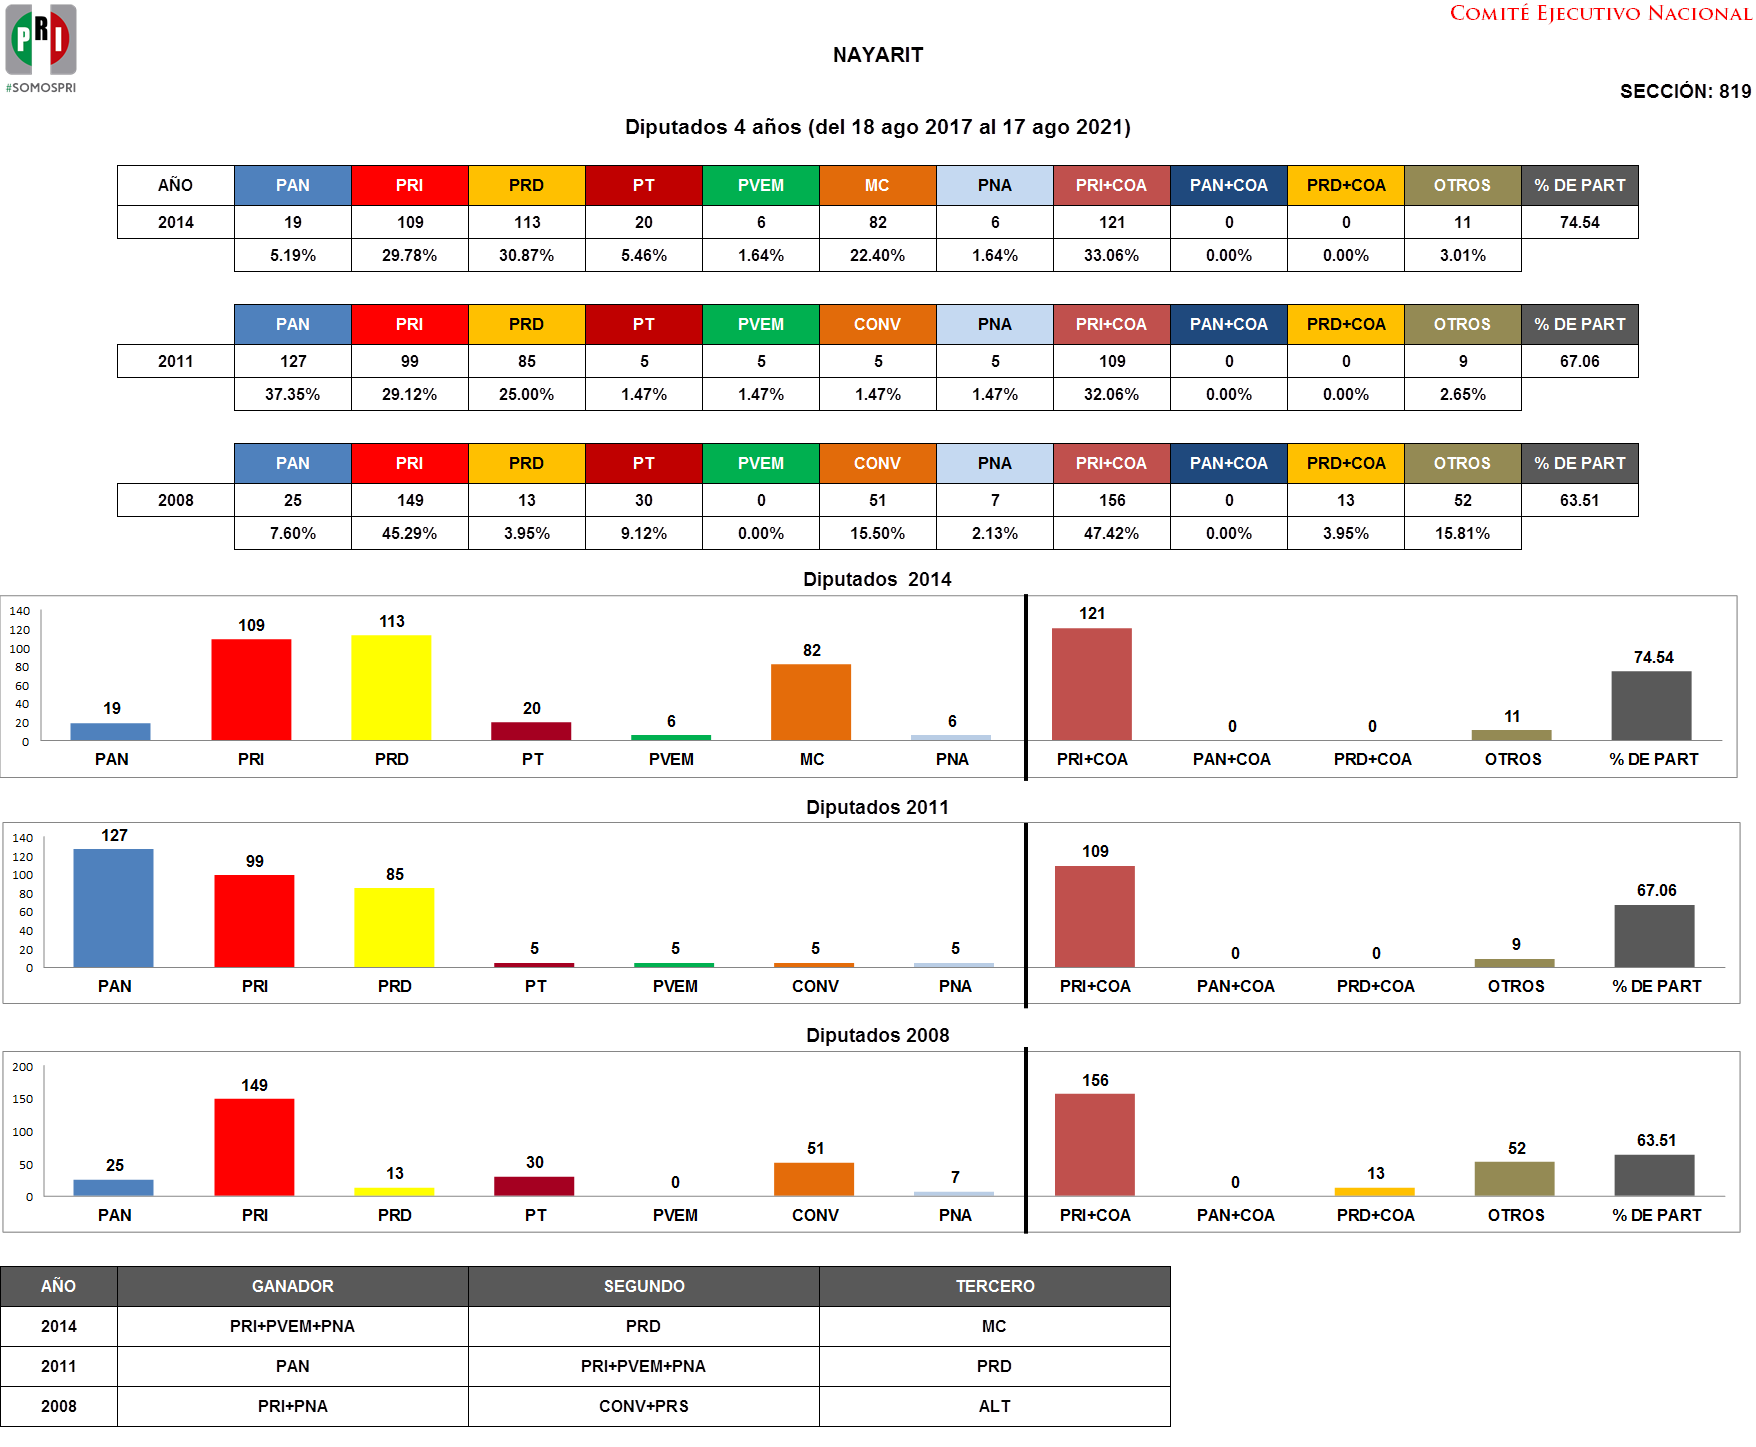 PRI
#SOMOSPRI
COMITÉ EJECUTIVO NACIONAL
NAYARIT
SECCIÓN: 819
Diputados 4 años (del 18 ago 2017 al 17 ago 2021)
AÑO PAN PRI PRD PT PVEM MC PNA PRI+COA PAN+COA PRD+COA OTROS % DE PART
2014 19 109 113 20 6 82 6 121 0 0 11 74.54
5.19% 29.78% 30.87% 5.46% 1.64% 22.40% 1.64% 33.06% 0.00% 0.00% 3.01%
PAN PRI PRD PT PVEM CONV PNA PRI+COA PAN+COA PRD+COA OTROS % DE PART
2011 127 99 85 5 5 5 5 109 0 0 9 67.06
37.35% 29.12% 25.00% 1.47% 1.47% 1.47% 1.47% 32.06% 0.00% 0.00% 2.65%
PAN PRI PRD PT PVEM CONV PNA PRI+COA PAN+COA PRD+COA OTROS % DE PART
2008 25 149 13 30 0 51 7 156 0 13 52 63.51
7.60% 45.29% 3.95% 9.12% 0.00% 15.50% 2.13% 47.42% 0.00% 3.95% 15.81%
Diputados 2014
140
120
100
80
60
40
20
0
19 109 113 20 6 82 6 121 0 0 11 74.54
PAN PRI PRD PT PVEM MC PNA PRI+COA PAN+COA PRD+COA OTROS % DE PART
Diputados 2011
140
120
100
80
60
40
20
0
127 99 85 5 5 5 5 109 0 0 9 67.06
PAN PRI PRD PT PVEM CONV PNA PRI+COA PAN+COA PRD+COA OTROS % DE PART
Diputados 2008
200
150
100
50
0
25 149 13 30 0 51 7 156 0 13 52 63.51
PAN PRI PRD PT PVEM CONV PNA PRI+COA PAN+COA PRD+COA OTROS % DE PART
AÑO GANADOR SEGUNDO TERCERO
2014 PRI+PVEM+PNA PRD MC
2011 PAN PRI+PVEM+PNA PRD
2008 PRI+PNA CONV+PRS ALT